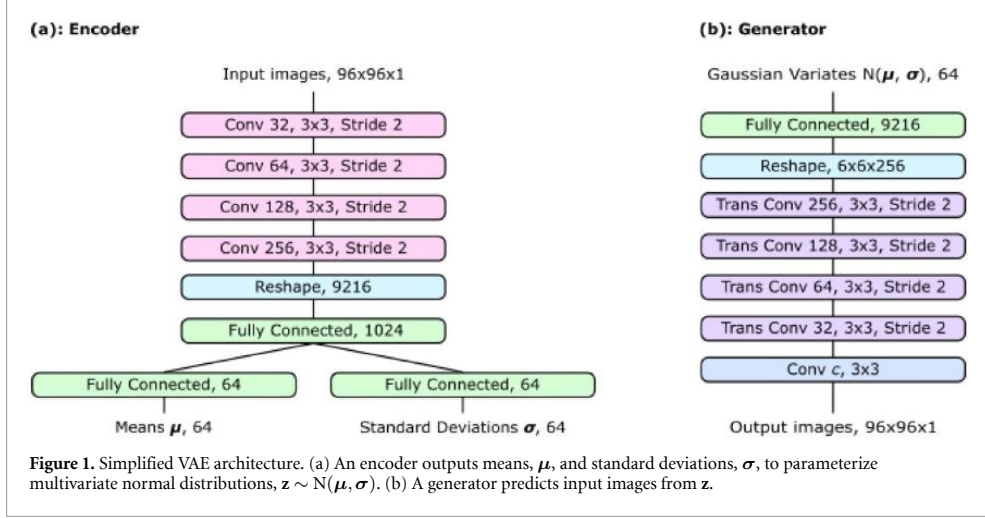 (a): Encoder
Input images, 96x96x1
Conv 32, 3x3, Stride 2
Conv 64, 3x3, Stride 2
Conv 128, 3x3, Stride 2
Conv 256, 3x3, Stride 2
Reshape, 9216
Fully Connected, 1024
Fully Connected, 64
Fully Connected, 64
Means μ, 64
Standard Deviations σ, 64
(b): Generator
Gaussian Variates N(μ, σ), 64
Fully Connected, 9216
Reshape, 6x6x256
Trans Conv 256, 3x3, Stride 2
Trans Conv 128, 3x3, Stride 2
Trans Conv 64, 3x3, Stride 2
Trans Conv 32, 3x3, Stride 2
Conv c, 3x3
Output images, 96x96x1
Figure 1. Simplified VAE architecture. (a) An encoder outputs means, μ, and standard deviations, σ, to parameterize
multivariate normal distributions, z ∼ N(μ, σ). (b) A generator predicts input images from z.